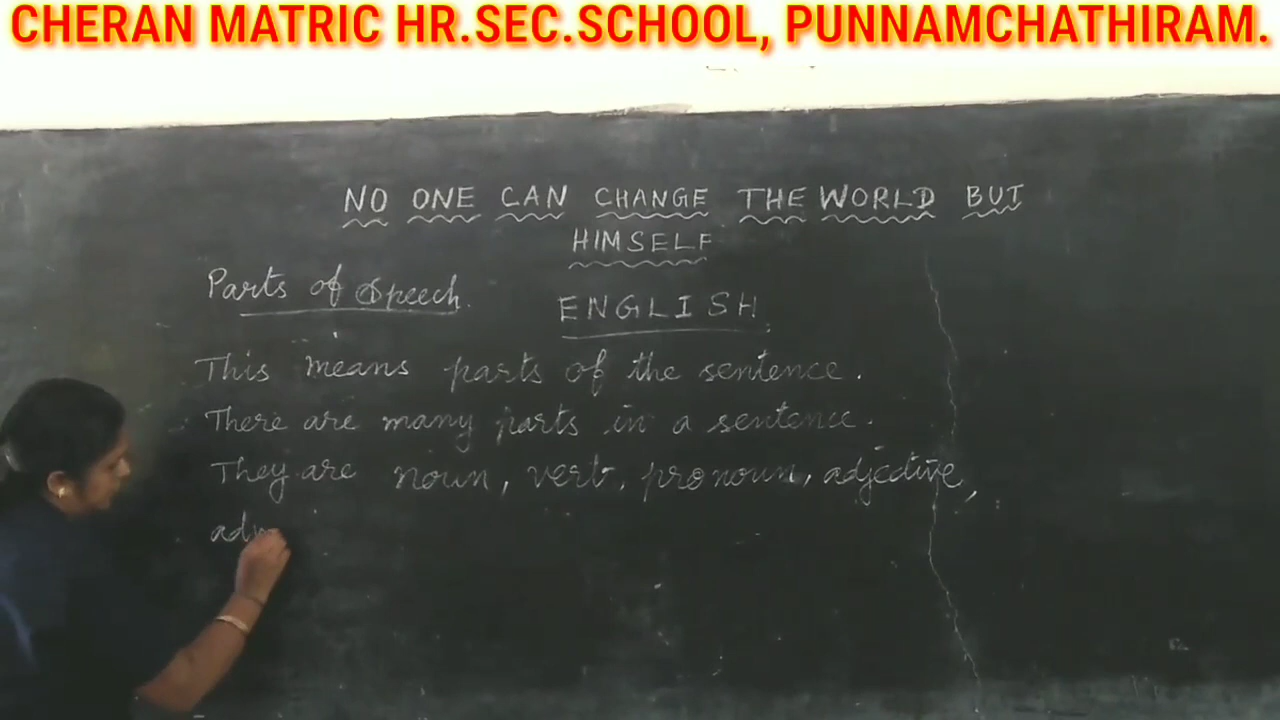 CHERAN MATRIC HR.SEC.SCHOOL, PUNNAMCHATHIRAM.
NO ONE CAN CHANGE THE WORLD BUT
HIMSELF
Parts of Speech.
ENGLISH
This means parts of the sentence.
There are many parts in a sentence.
They are noun, verb, pronoun, adjective,